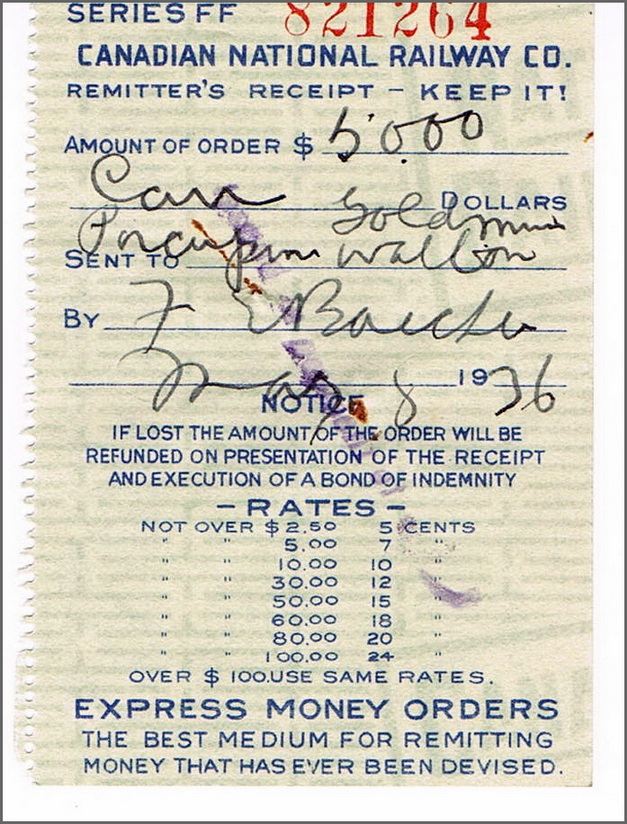 SERIES FF 821264
CANADIAN NATIONAL RAILWAY CO.
REMITTER'S RECEIPT – KEEP IT!
AMOUNT OF ORDER $ 50.00
Can DOLLARS
Gold
SENT TO
BY F E
May 8 1936
NOTICE
IF LOST THE AMOUNT OF THE ORDER WILL BE
REFUNDED ON PRESENTATION OF THE RECEIPT
AND EXECUTION OF A BOND OF INDEMNITY
– RATES –
NOT OVER $ 2.50 5 CENTS
" " 5.00 7 "
" " 10.00 10 "
" " 30.00 12 "
" " 50.00 15 "
" " 60.00 18 "
" " 80.00 20 "
" " 100.00 24 "
OVER $ 100. USE SAME RATES.
EXPRESS MONEY ORDERS
THE BEST MEDIUM FOR REMITTING
MONEY THAT HAS EVER BEEN DEVISED.